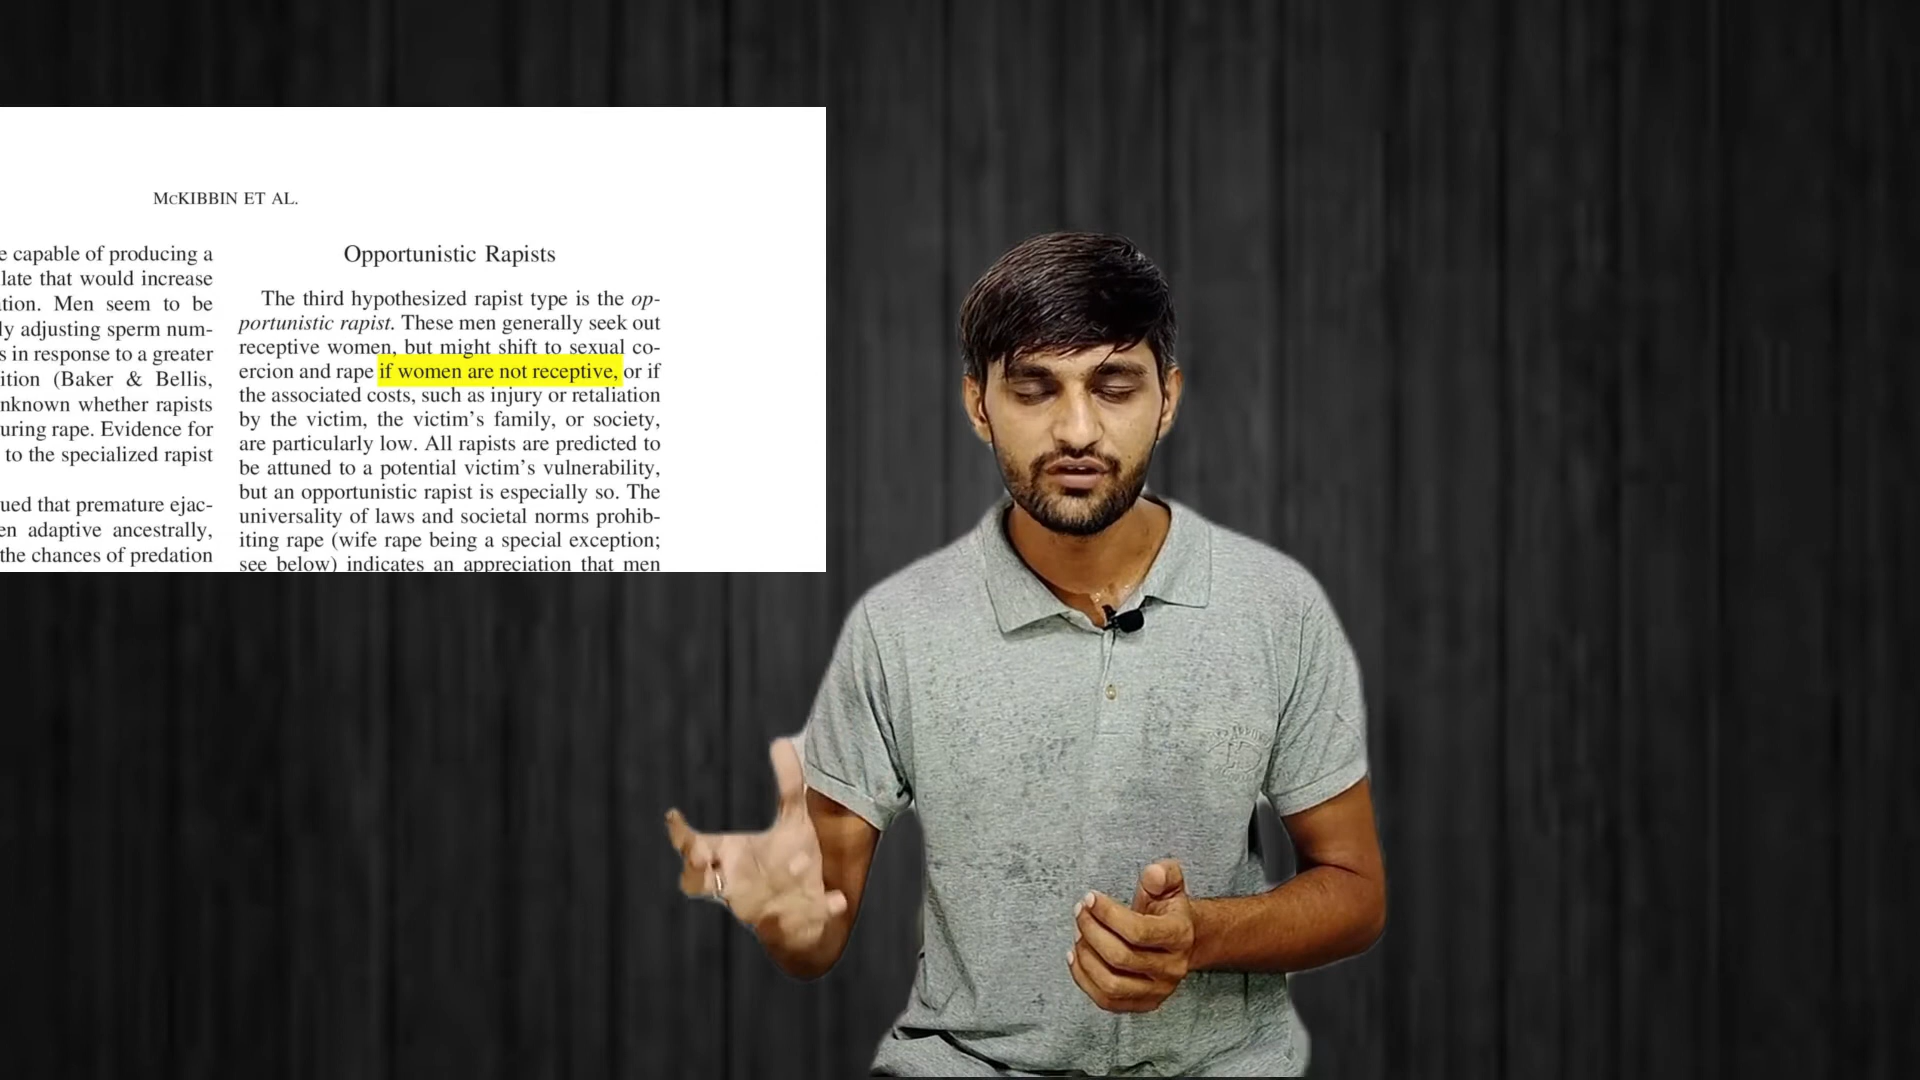 McKIBBIN ET AL.
e capable of producing a
late that would increase
tion. Men seem to be
ly adjusting sperm num-
s in response to a greater
ition (Baker & Bellis,
nknown whether rapists
uring rape. Evidence for
to the specialized rapist
ued that premature ejac-
en adaptive ancestrally,
the chances of predation
Opportunistic Rapists
The third hypothesized rapist type is the op-
portunistic rapist. These men generally seek out
receptive women, but might shift to sexual co-
ercion and rape if women are not receptive, or if
the associated costs, such as injury or retaliation
by the victim, the victim's family, or society,
are particularly low. All rapists are predicted to
be attuned to a potential victim's vulnerability,
but an opportunistic rapist is especially so. The
universality of laws and societal norms prohib-
iting rape (wife rape being a special exception;
see below) indicates an appreciation that men